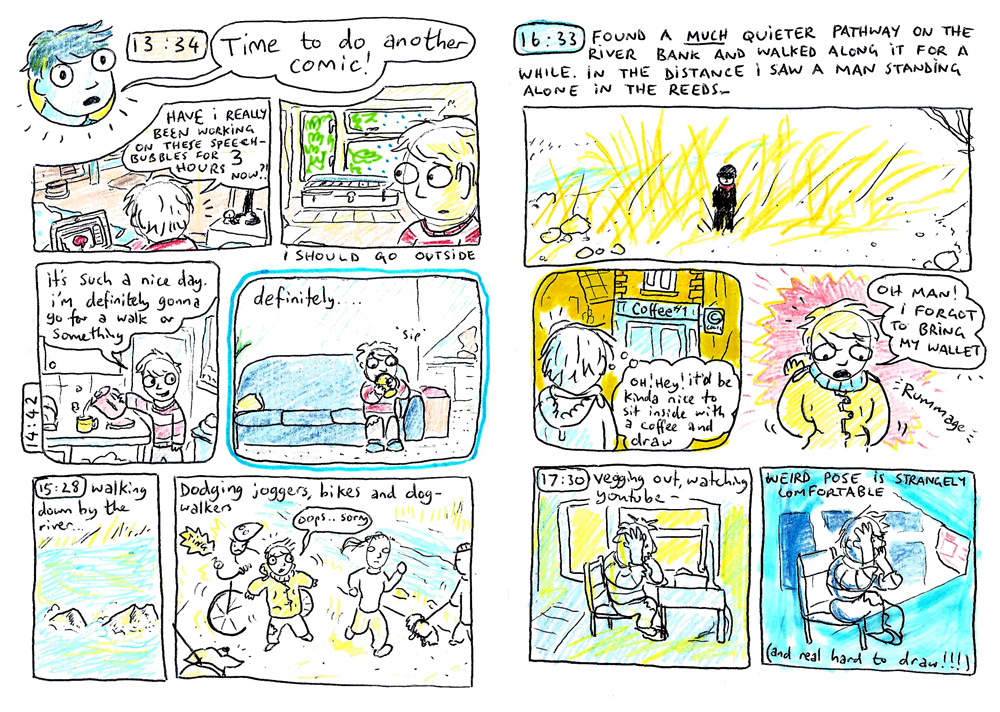 13:34
Time to do another
comic!
HAVE i REALLY
BEEN WORKING
ON THESE SPEECH-
BUBBLES FOR 3
HOURS NOW?!
I SHOULD GO OUTSIDE
it's such a nice day.
i'm definitely gonna
go for a walk or
something
14:42
definitely....
'sip'
15:28 walking
down by the
river...
Dodging joggers, bikes and dog-
walkers
oops.. sorry
16:33 FOUND A MUCH QUIETER PATHWAY ON THE
RIVER BANK AND WALKED ALONG IT FOR A
WHILE. IN THE DISTANCE I SAW A MAN STANDING
ALONE IN THE REEDS...
Coffee#1
OH! Hey! it'd be
kinda nice to
sit inside with
a coffee and
draw
OH MAN!
I FORGOT
TO BRING
MY WALLET
Rummage
17:30 vegging out, watching
youtube -
WEIRD POSE IS STRANGELY
COMFORTABLE
(and real hard to draw!!!)